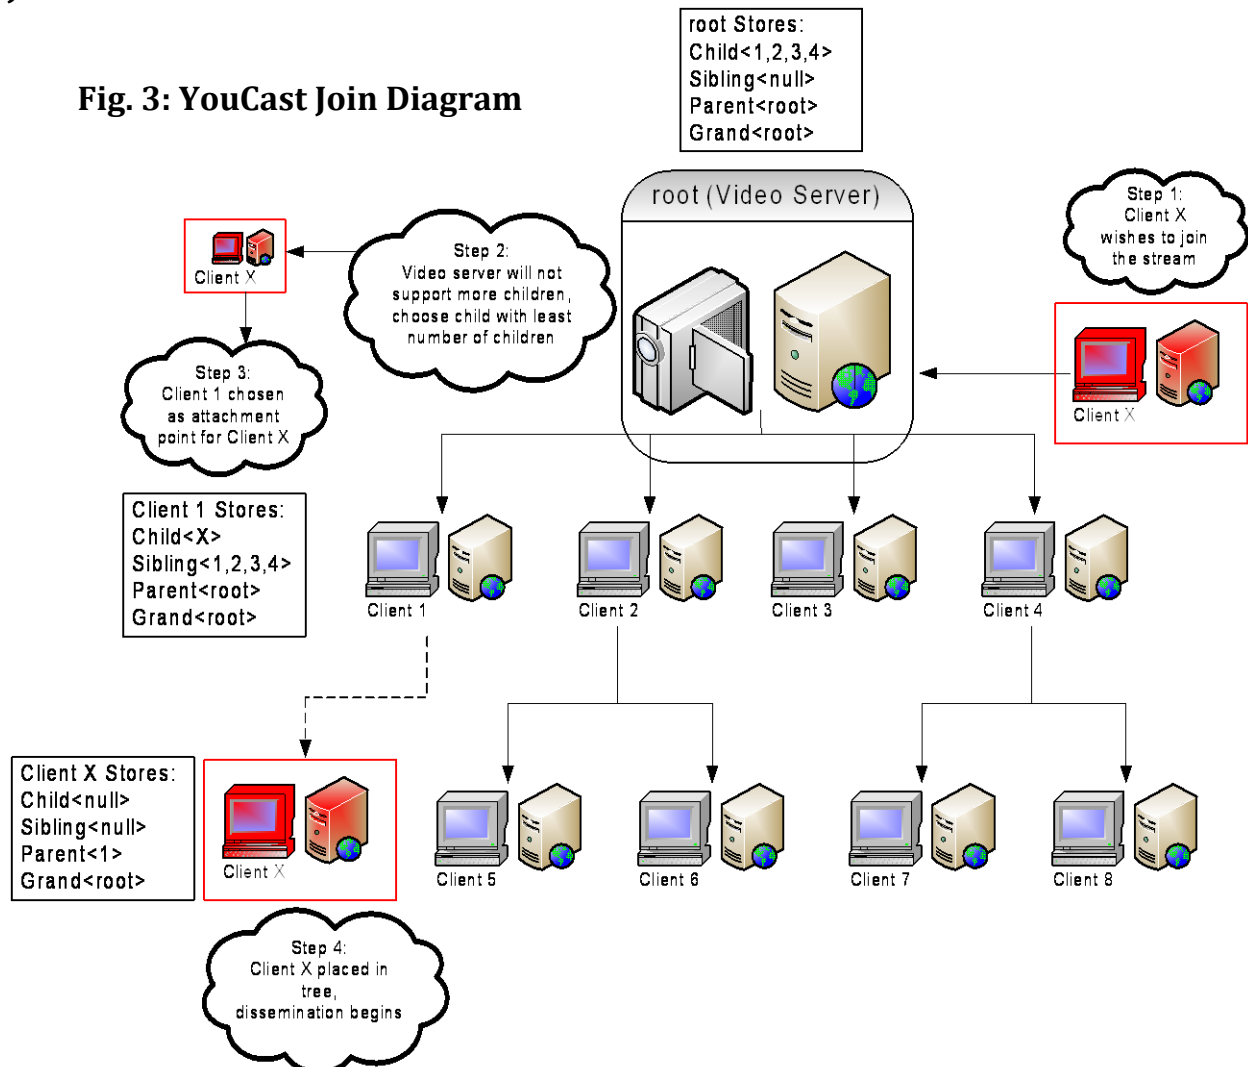 root Stores:
Child<1,2,3,4>
Sibling<null>
Parent<root>
Grand<root>
Fig. 3: YouCast Join Diagram
root (Video Server)
Step 1:
Client X
wishes to join
the stream
Client X
Step 2:
Video server will not
support more children,
choose child with least
number of children
Client X
Step 3:
Client 1 chosen
as attachment
point for Client X
Client X
Client 1 Stores:
Child<X>
Sibling<1,2,3,4>
Parent<root>
Grand<root>
Client 1
Client 2
Client 3
Client 4
Client X Stores:
Child<null>
Sibling<null>
Parent<1>
Grand<root>
Client X
Client 5
Client 6
Client 7
Client 8
Step 4:
Client X placed in
tree,
dissemination begins